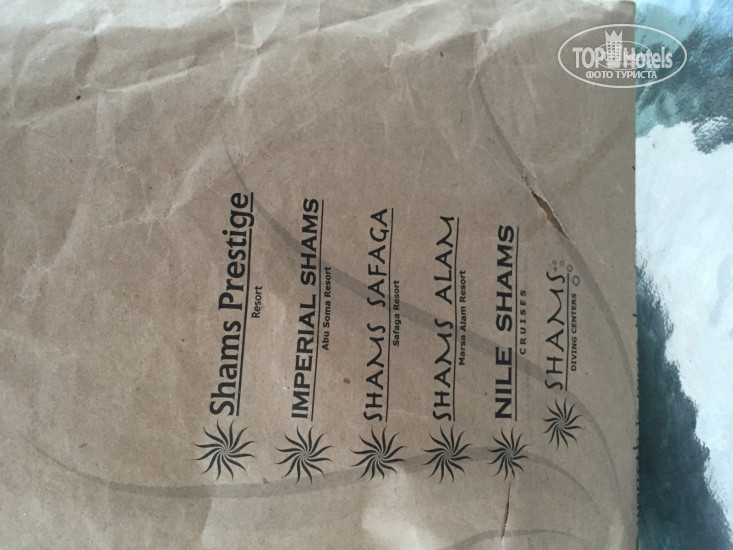 Shams Prestige
Resort
IMPERIAL SHAMS
Abu Soma Resort
SHAMS SAFAGA
Safaga Resort
SHAMS ALAM
Marsa Alam Resort
NILE SHAMS
CRUISES
SHAMS
DIVING CENTERS
TOP Hotels
ФОТО ТУРИСТА